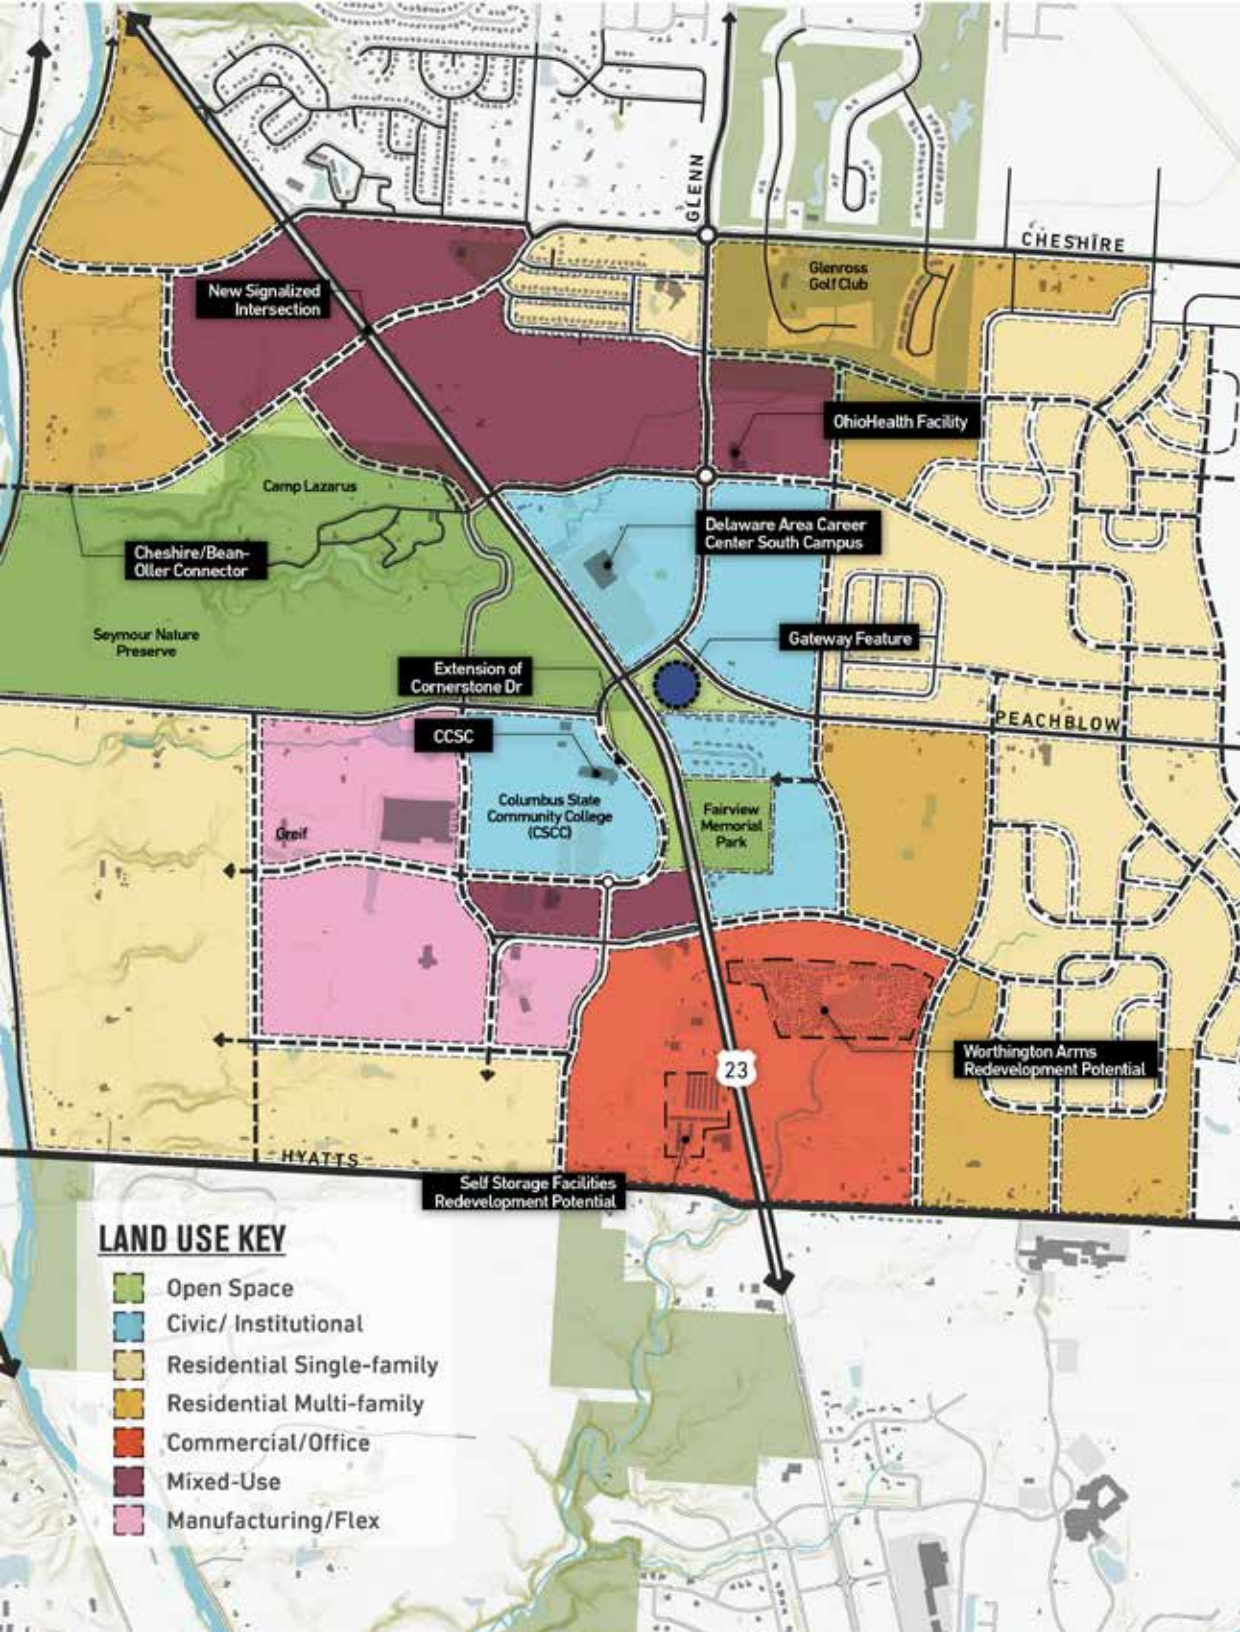 GLENN
CHESHIRE
Glenross
Golf Club
New Signalized
Intersection
OhioHealth Facility
Camp Lazarus
Delaware Area Career
Center South Campus
Cheshire/Bean-
Oller Connector
Seymour Nature
Preserve
Gateway Feature
Extension of
Cornerstone Dr
PEACHBLOW
CCSC
Columbus State
Community College
(CSCC)
Fairview
Memorial
Park
Greif
Worthington Arms
Redevelopment Potential
23
HYATTS
Self Storage Facilities
Redevelopment Potential
LAND USE KEY
Open Space
Civic/ Institutional
Residential Single-family
Residential Multi-family
Commercial/Office
Mixed-Use
Manufacturing/Flex